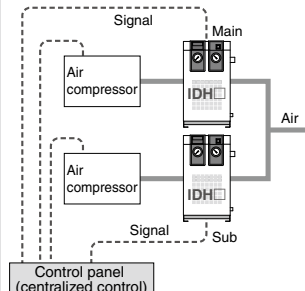 Signal
Main
Air
compressor
IDH□
Air
Air
compressor
IDH□
Signal
Sub
Control panel
(centralized control)